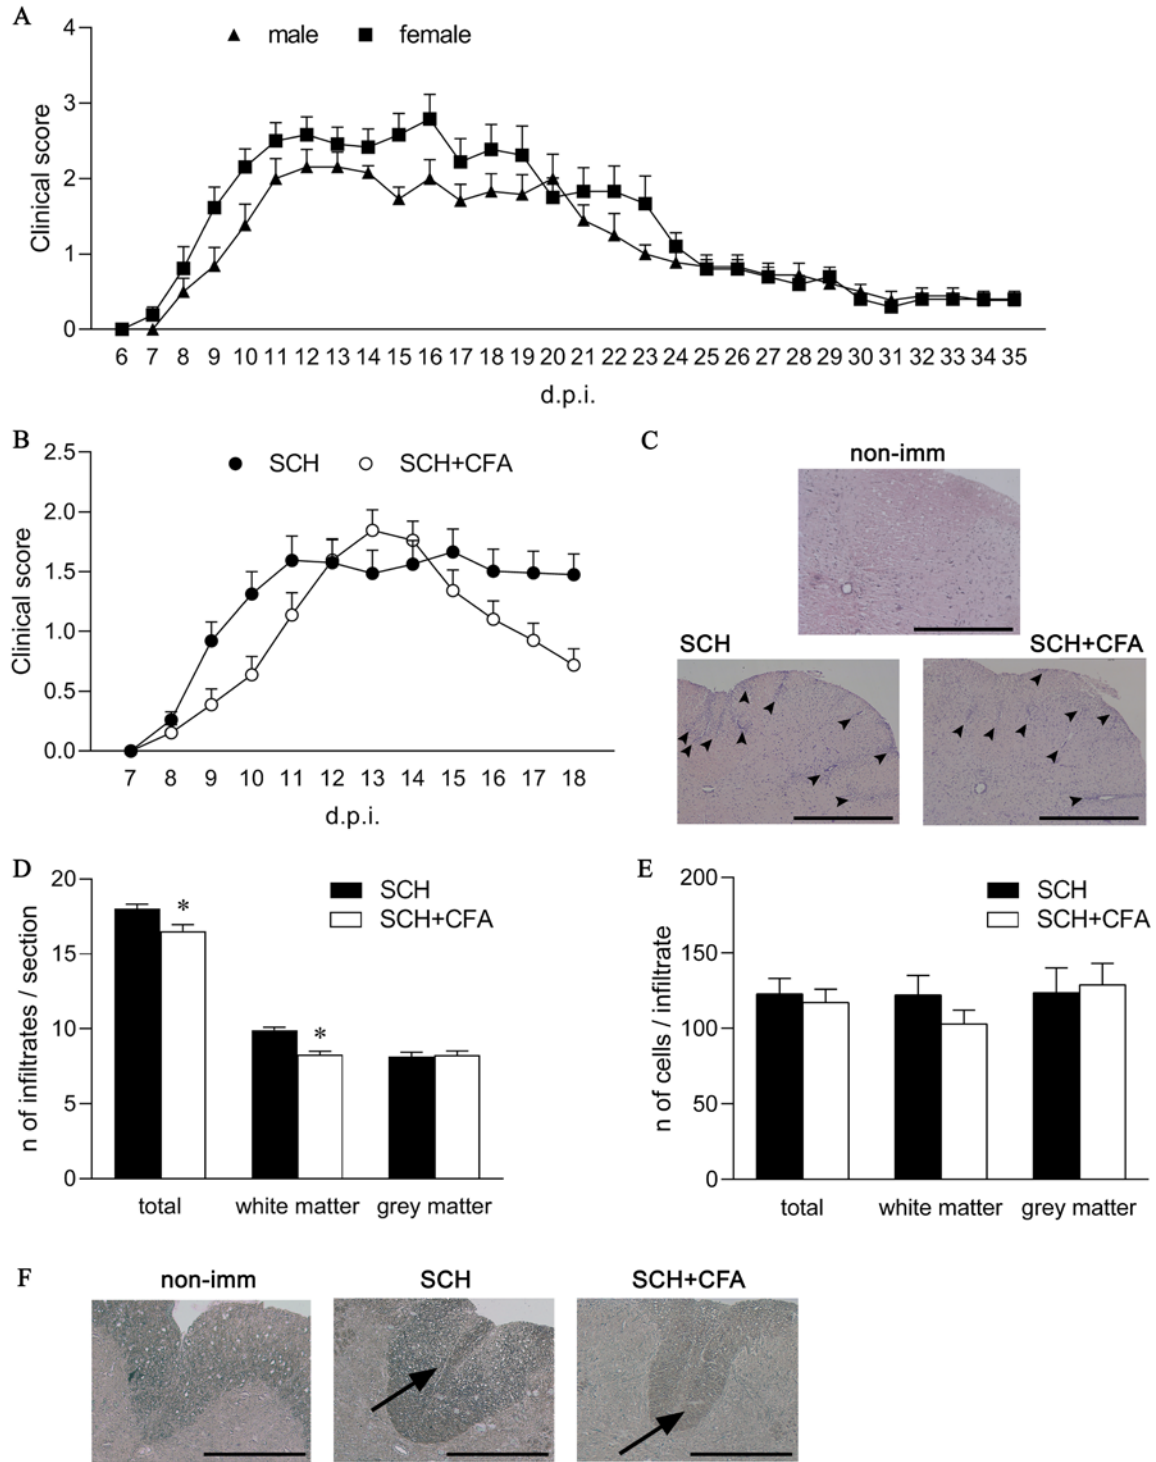 A
male female
Clinical score
4
3
2
1
0
6 7 8 9 10 11 12 13 14 15 16 17 18 19 20 21 22 23 24 25 26 27 28 29 30 31 32 33 34 35
d.p.i.
B
SCH SCH+CFA
Clinical score
2.5
2.0
1.5
1.0
0.5
0.0
7 8 9 10 11 12 13 14 15 16 17 18
d.p.i.
C
non-imm
SCH SCH+CFA
D
SCH
SCH+CFA
n of infiltrates / section
20
15
10
5
0
* *
total white matter grey matter
E
SCH
SCH+CFA
n of cells / infiltrate
200
150
100
50
0
total white matter grey matter
F
non-imm SCH SCH+CFA